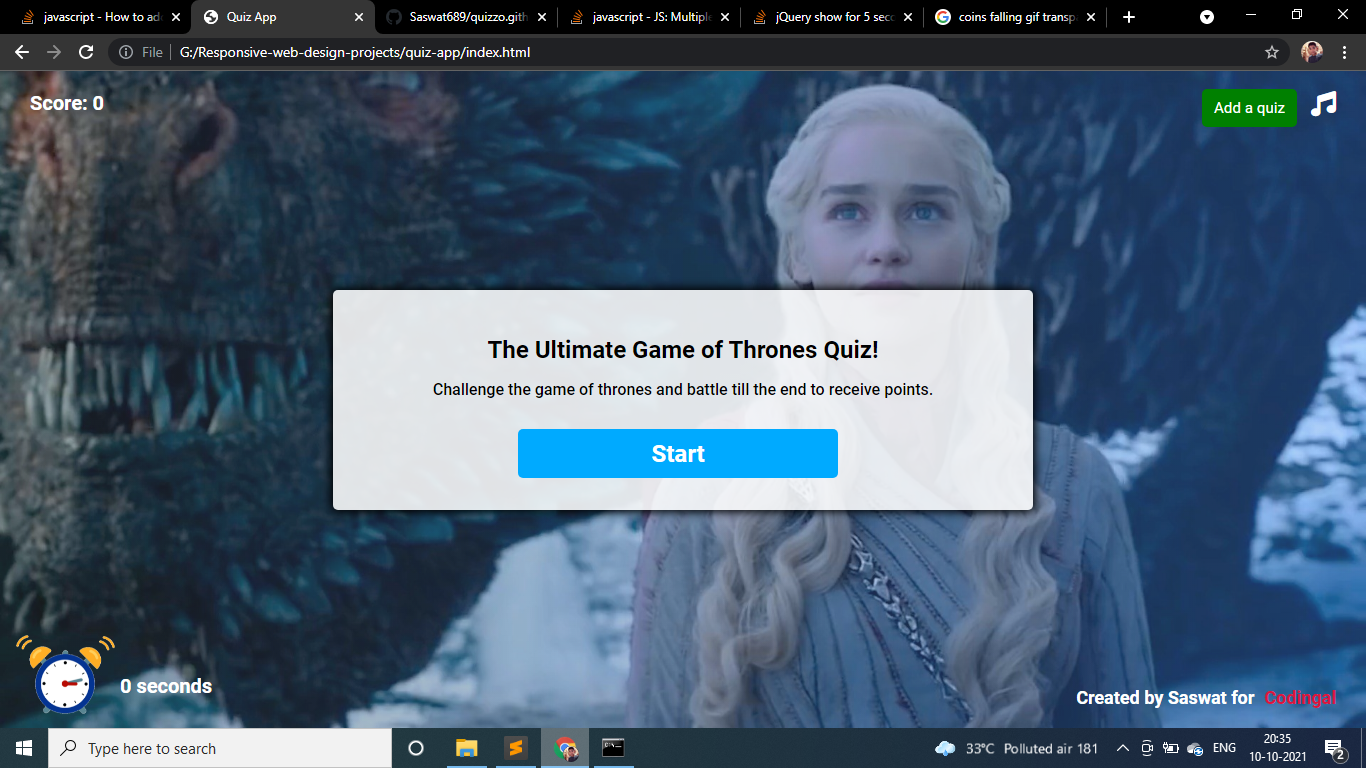 javascript - How to ad
Quiz App
Saswat689/quizzo.gith
javascript - JS: Multiple
jQuery show for 5 seco
coins falling gif transp
File G:/Responsive-web-design-projects/quiz-app/index.html
Score: 0
Add a quiz
The Ultimate Game of Thrones Quiz!
Challenge the game of thrones and battle till the end to receive points.
Start
0 seconds
Created by Saswat for Codingal
Type here to search
33°C Polluted air 181
ENG
20:35
10-10-2021
2